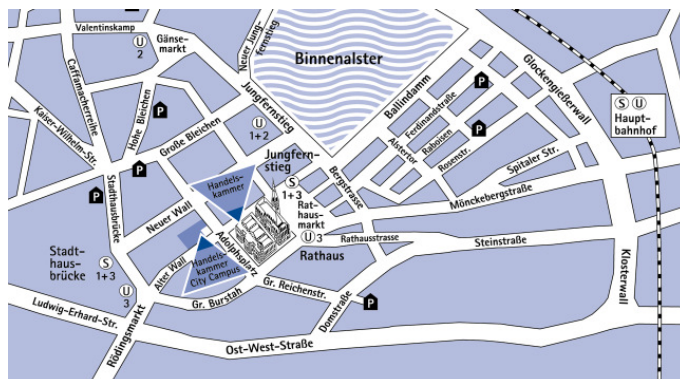 Valentinskamp
U
2
Gänse-
markt
Neuer Jung-
fernstieg
Binnenalster
Caffamacherreihe
Kaiser-Wilhelm-Str.
Hohe Bleichen
P
Große Bleichen
Jungfernstieg
U
1+2
Ballindamm
Ferdinandstraße
P
Alstertor
Raboisen
P
Rosenstr.
Glockengießerwall
S U
Haupt-
bahnhof
Spitaler Str.
Mönckebergstraße
Jungfern-
stieg
S
1+3
Bergstrasse
Rat-
haus-
markt
U 3
Rathaus
Rathausstrasse
Steinstraße
Klosterwall
P
Stadthausbrücke
Neuer Wall
Handels-
kammer
Adolphsplatz
Handels-
kammer
City Campus
Alter Wall
Stadt-
haus-
brücke
S
1+3
U
3
Gr. Burstah
Gr. Reichenstr.
P
Domstraße
Ludwig-Erhard-Str.
Rödingsmarkt
Ost-West-Straße